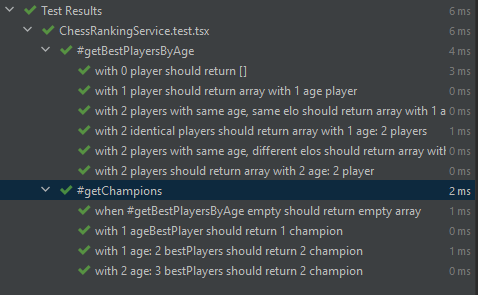 Test Results 6 ms
ChessRankingService.test.tsx 6 ms
#getBestPlayersByAge 4 ms
with 0 player should return [] 3 ms
with 1 player should return array with 1 age player 0 ms
with 2 players with same age, same elo should return array with 1 a 0 ms
with 2 identical players should return array with 1 age: 2 players 1 ms
with 2 players with same age, different elos should return array with 0 ms
with 2 players should return array with 2 age: 2 player 0 ms
#getChampions 2 ms
when #getBestPlayersByAge empty should return empty array 1 ms
with 1 ageBestPlayer should return 1 champion 0 ms
with 1 age: 2 bestPlayers should return 2 champion 1 ms
with 2 age: 3 bestPlayers should return 2 champion 0 ms